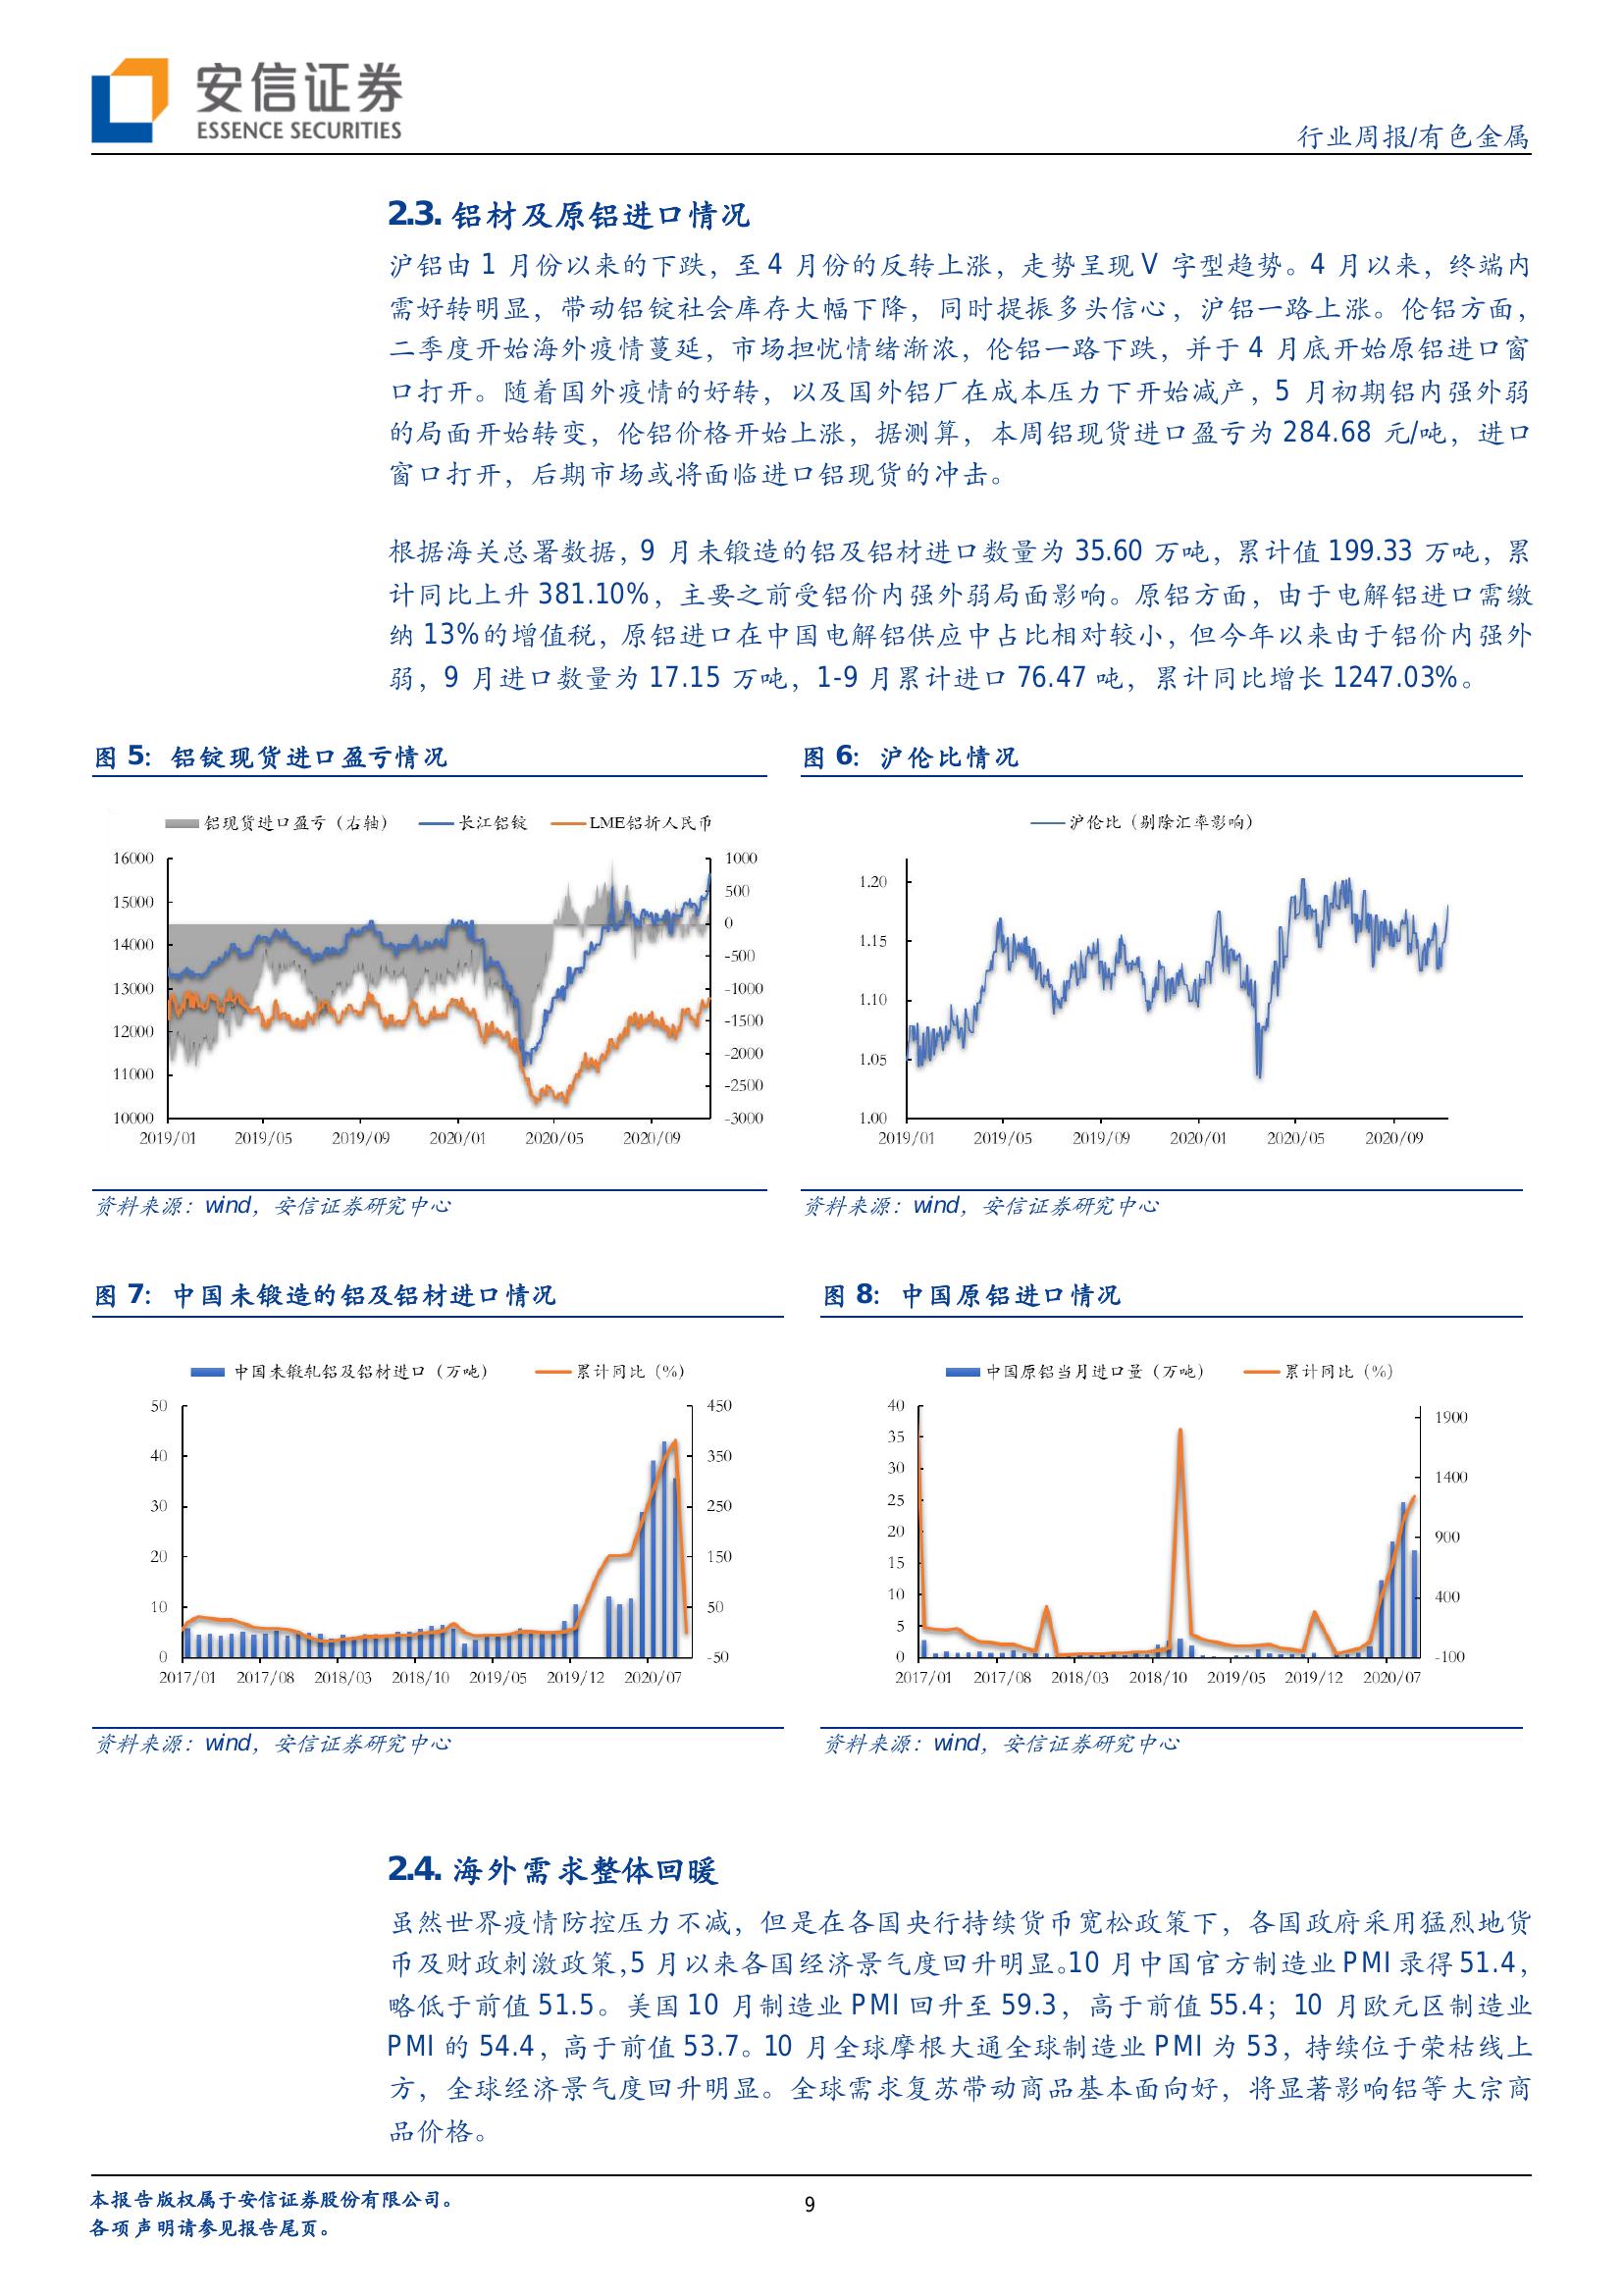 安信证券
ESSENCE SECURITIES
行业周报/有色金属
2.3. 铝材及原铝进口情况
沪铝由 1 月份以来的下跌，至 4 月份的反转上涨，走势呈现 V 字型趋势。4 月以来，终端内
需好转明显，带动铝锭社会库存大幅下降，同时提振多头信心，沪铝一路上涨。伦铝方面，
二季度开始海外疫情蔓延，市场担忧情绪渐浓，伦铝一路下跌，并于 4 月底开始原铝进口窗
口打开。随着国外疫情的好转，以及国外铝厂在成本压力下开始减产，5 月初期铝内强外弱
的局面开始转变，伦铝价格开始上涨，据测算，本周铝现货进口盈亏为 284.68 元/吨，进口
窗口打开，后期市场或将面临进口铝现货的冲击。
根据海关总署数据，9 月未锻造的铝及铝材进口数量为 35.60 万吨，累计值 199.33 万吨，累
计同比上升 381.10%，主要之前受铝价内强外弱局面影响。原铝方面，由于电解铝进口需缴
纳 13%的增值税，原铝进口在中国电解铝供应中占比相对较小，但今年以来由于铝价内强外
弱，9 月进口数量为 17.15 万吨，1-9 月累计进口 76.47 吨，累计同比增长 1247.03%。
图 5：铝锭现货进口盈亏情况
铝现货进口盈亏（右轴） 长江铝锭 LME铝折人民币
16000 1000
15000 500
14000 0
13000 -500
12000 -1000
11000 -1500
10000 -2000
-2500
-3000
2019/01 2019/05 2019/09 2020/01 2020/05 2020/09
资料来源：wind，安信证券研究中心
图 6：沪伦比情况
沪伦比（剔除汇率影响）
1.20
1.15
1.10
1.05
1.00
2019/01 2019/05 2019/09 2020/01 2020/05 2020/09
资料来源：wind，安信证券研究中心
图 7：中国未锻造的铝及铝材进口情况
中国未锻轧铝及铝材进口（万吨） 累计同比（%）
50 450
40 350
30 250
20 150
10 50
0 -50
2017/01 2017/08 2018/03 2018/10 2019/05 2019/12 2020/07
资料来源：wind，安信证券研究中心
图 8：中国原铝进口情况
中国原铝当月进口量（万吨） 累计同比（%）
40 1900
35
30 1400
25
20 900
15
10 400
5
0 -100
2017/01 2017/08 2018/03 2018/10 2019/05 2019/12 2020/07
资料来源：wind，安信证券研究中心
2.4. 海外需求整体回暖
虽然世界疫情防控压力不减，但是在各国央行持续货币宽松政策下，各国政府采用猛烈地货
币及财政刺激政策,5 月以来各国经济景气度回升明显。10 月中国官方制造业 PMI 录得 51.4，
略低于前值 51.5。美国 10 月制造业 PMI 回升至 59.3，高于前值 55.4；10 月欧元区制造业
PMI 的 54.4，高于前值 53.7。10 月全球摩根大通全球制造业 PMI 为 53，持续位于荣枯线上
方，全球经济景气度回升明显。全球需求复苏带动商品基本面向好，将显著影响铝等大宗商
品价格。
本报告版权属于安信证券股份有限公司。
各项声明请参见报告尾页。
9